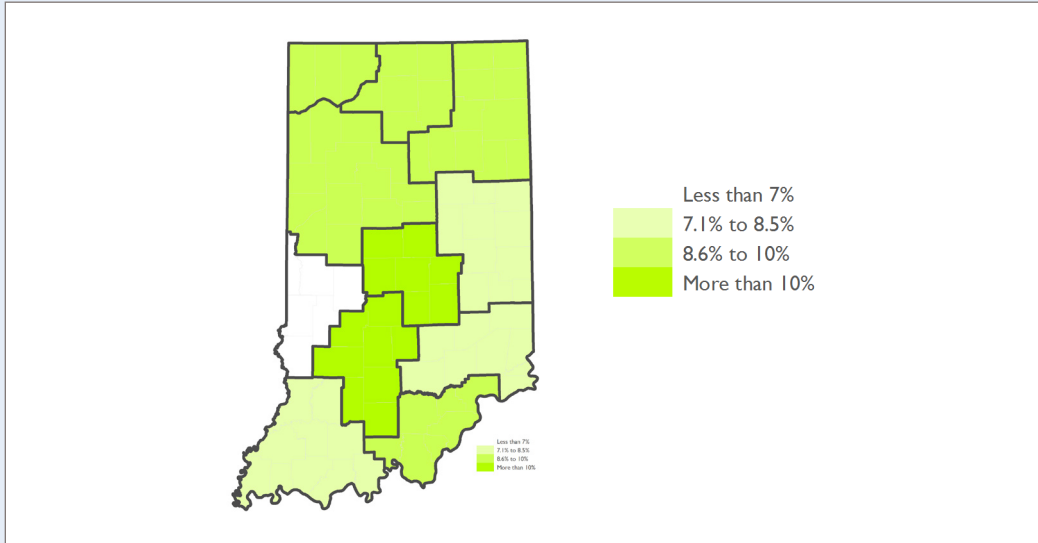 Less than 7%
7.1% to 8.5%
8.6% to 10%
More than 10%
Less than 7%
7.1% to 8.5%
8.6% to 10%
More than 10%